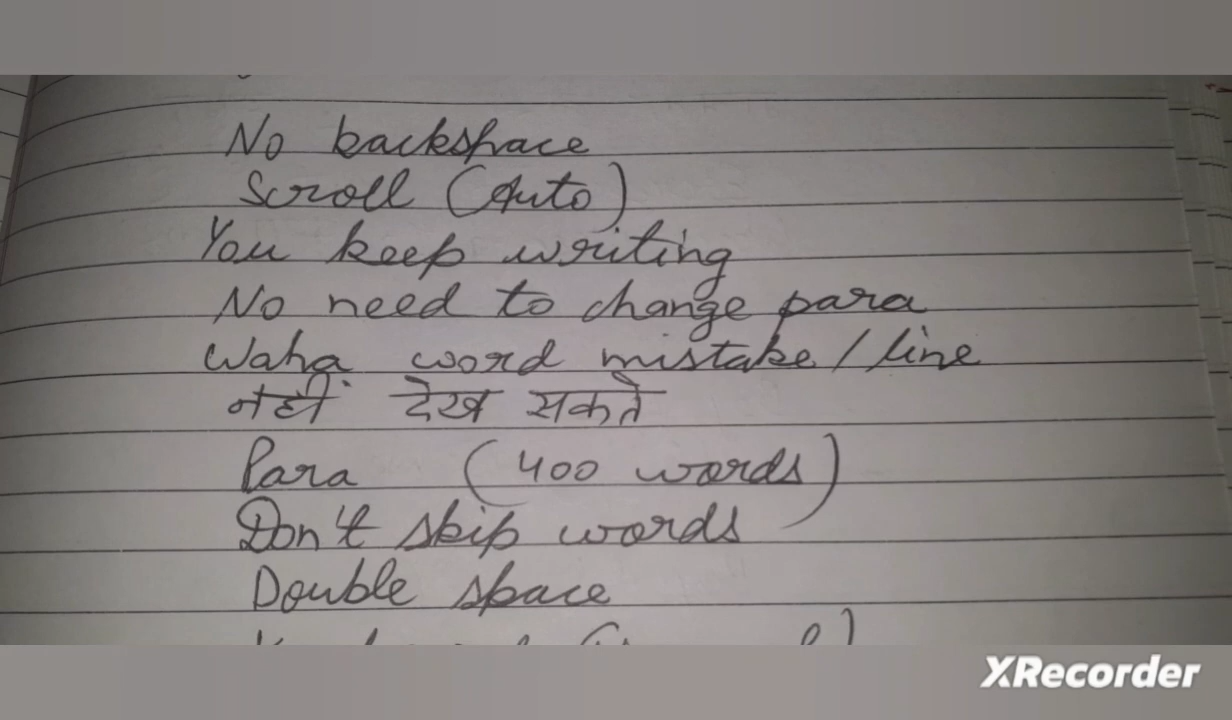 No backspace
Scroll (Auto)
You keep writing
No need to change para
Waha word mistake / line
नहीं देख सकते
Para (400 words)
Don't skip words
Double space
XRecorder